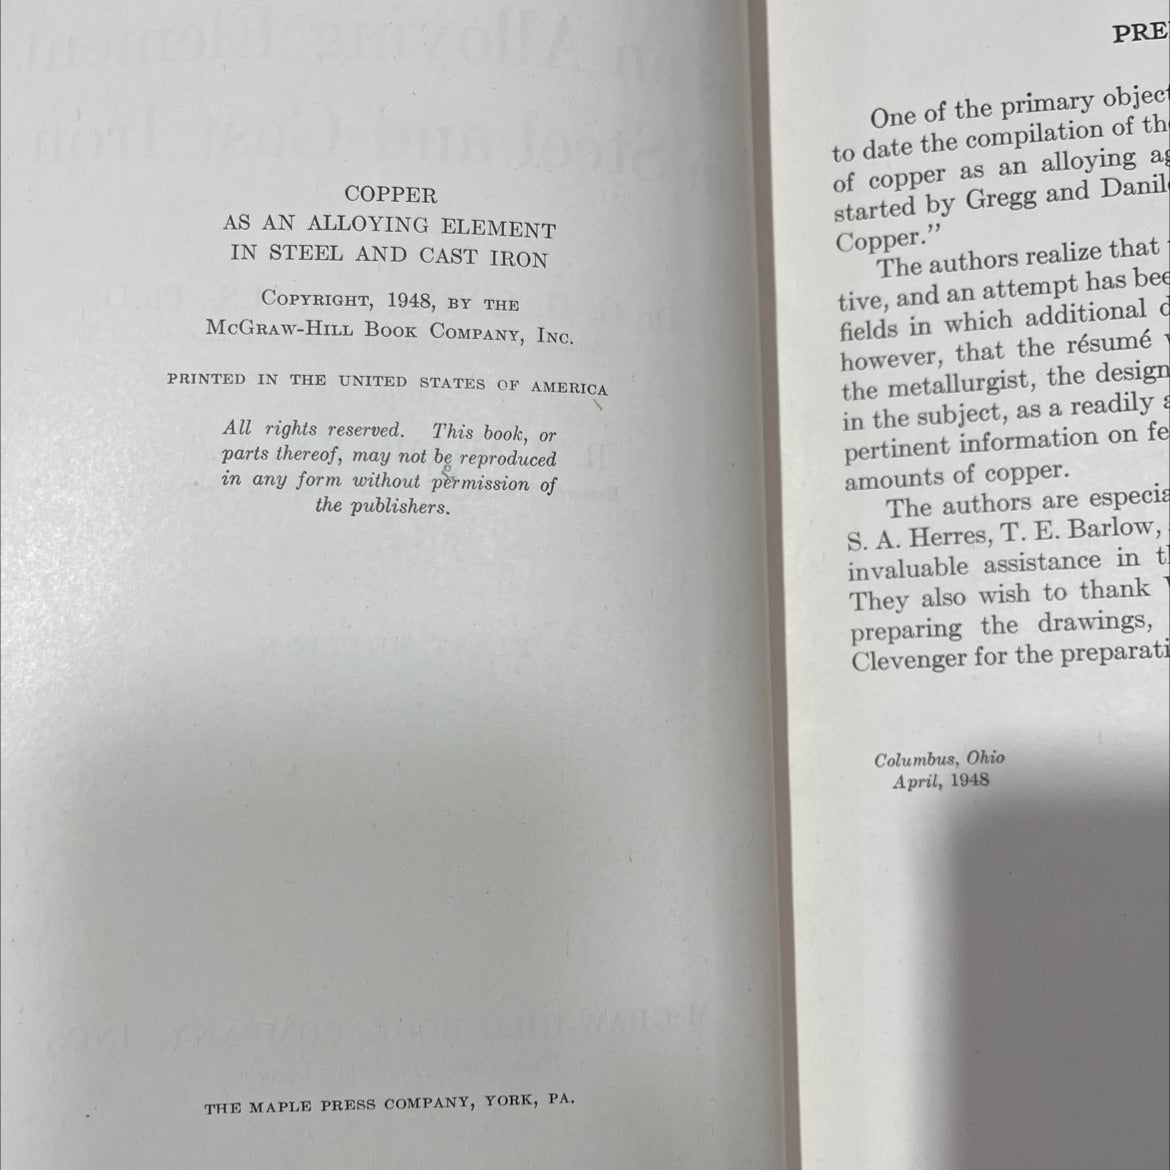 COPPER
AS AN ALLOYING ELEMENT
IN STEEL AND CAST IRON
COPYRIGHT, 1948, BY THE
MCGRAW-HILL BOOK COMPANY, INC.
PRINTED IN THE UNITED STATES OF AMERICA
All rights reserved. This book, or
parts thereof, may not be reproduced
in any form without permission of
the publishers.
THE MAPLE PRESS COMPANY, YORK, PA.
PRE
One of the primary object
to date the compilation of th
of copper as an alloying ag
started by Gregg and Danil
Copper.”
The authors realize that
tive, and an attempt has bee
fields in which additional d
however, that the résumé
the metallurgist, the design
in the subject, as a readily a
pertinent information on fe
amounts of copper.
The authors are especia
S. A. Herres, T. E. Barlow,
invaluable assistance in th
They also wish to thank
preparing the drawings,
Clevenger for the preparati
Columbus, Ohio
April, 1948